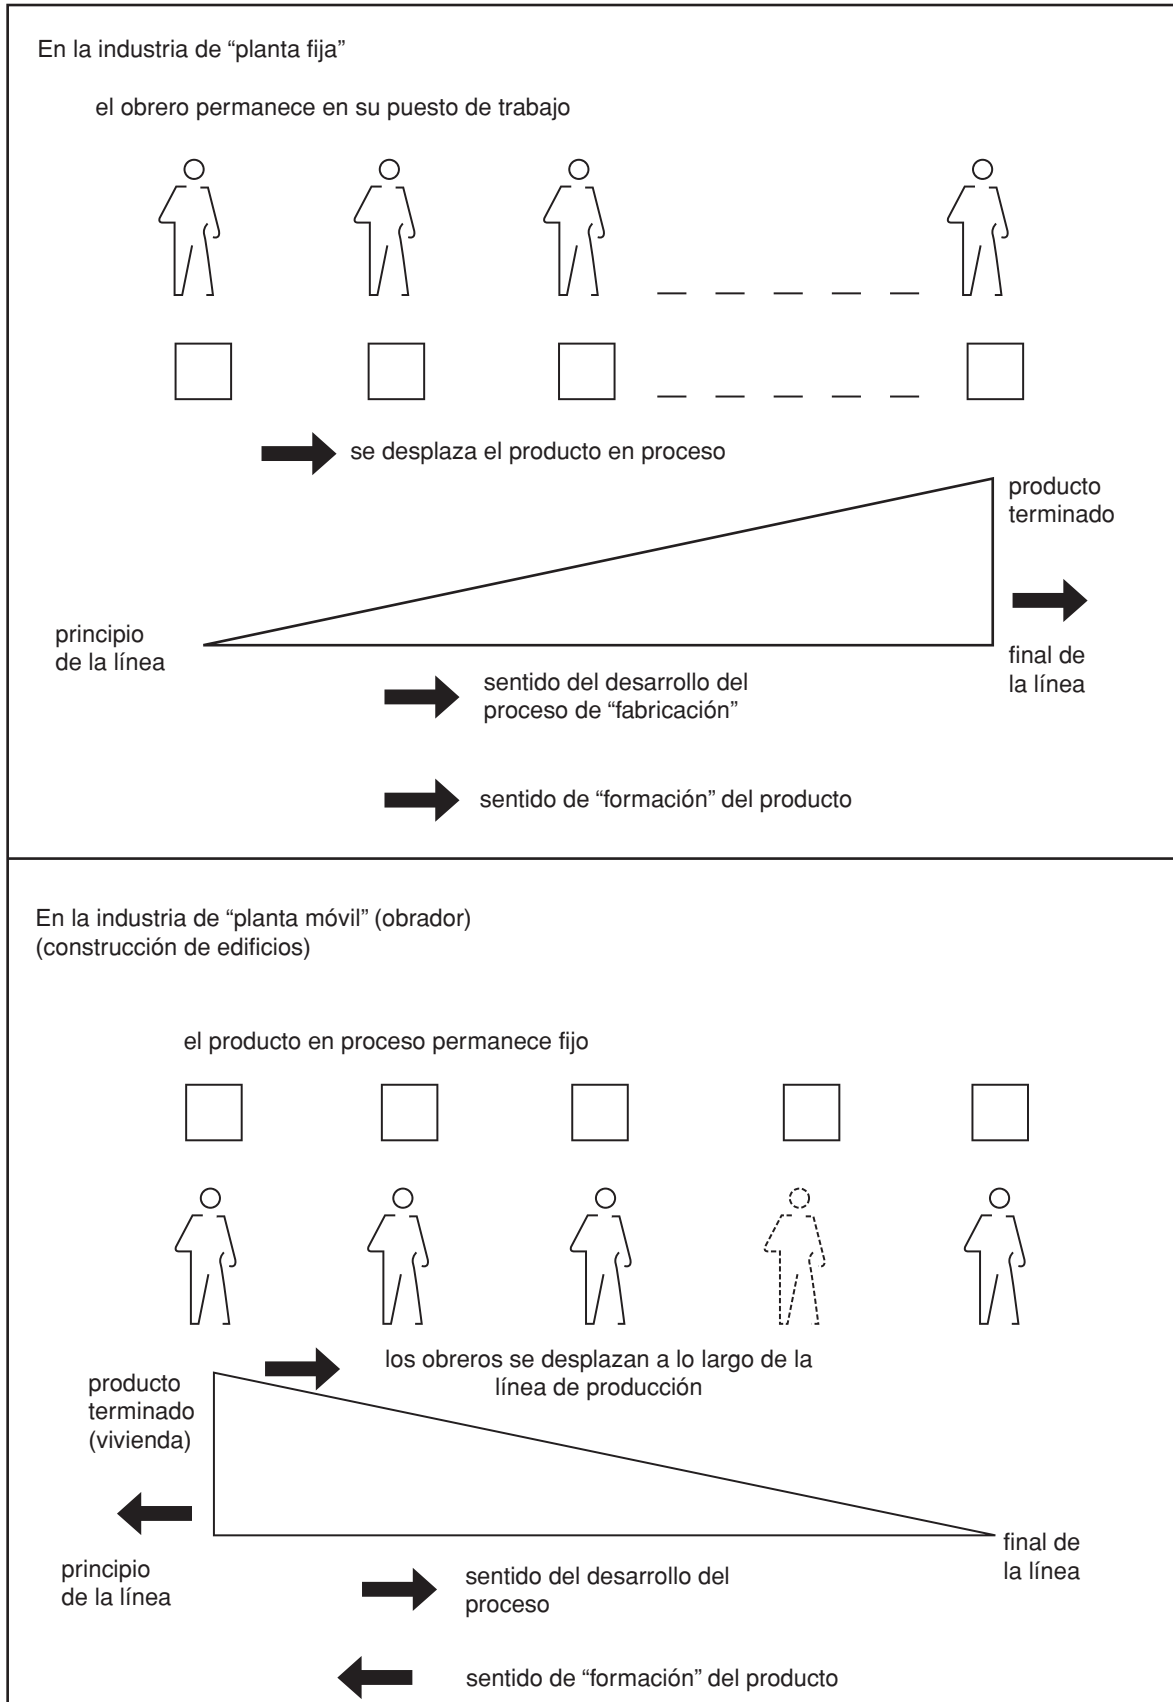 En la industria de “planta fija”
el obrero permanece en su puesto de trabajo
se desplaza el producto en proceso
producto
terminado
principio
de la línea
final de
la línea
sentido del desarrollo del
proceso de “fabricación”
sentido de “formación” del producto
En la industria de “planta móvil” (obrador)
(construcción de edificios)
el producto en proceso permanece fijo
los obreros se desplazan a lo largo de la
línea de producción
producto
terminado
(vivienda)
principio
de la línea
final de
la línea
sentido del desarrollo del
proceso
sentido de “formación” del producto